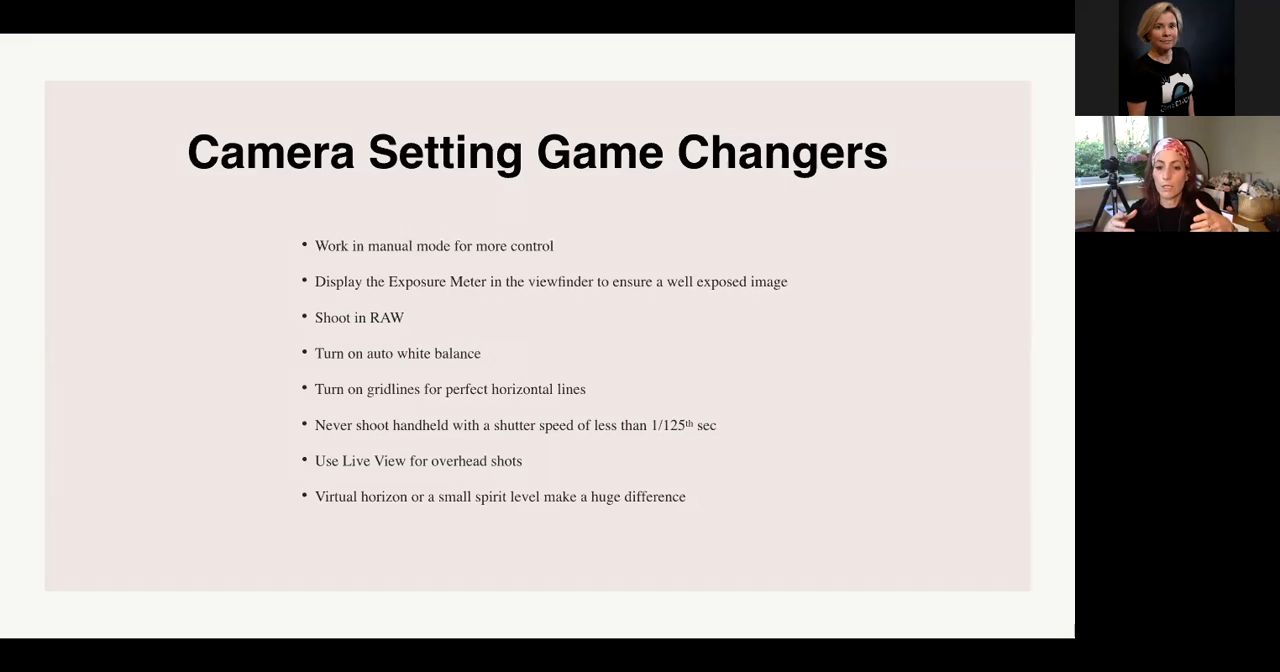 Camera Setting Game Changers
• Work in manual mode for more control
• Display the Exposure Meter in the viewfinder to ensure a well exposed image
• Shoot in RAW
• Turn on auto white balance
• Turn on gridlines for perfect horizontal lines
• Never shoot handheld with a shutter speed of less than 1/125th sec
• Use Live View for overhead shots
• Virtual horizon or a small spirit level make a huge difference